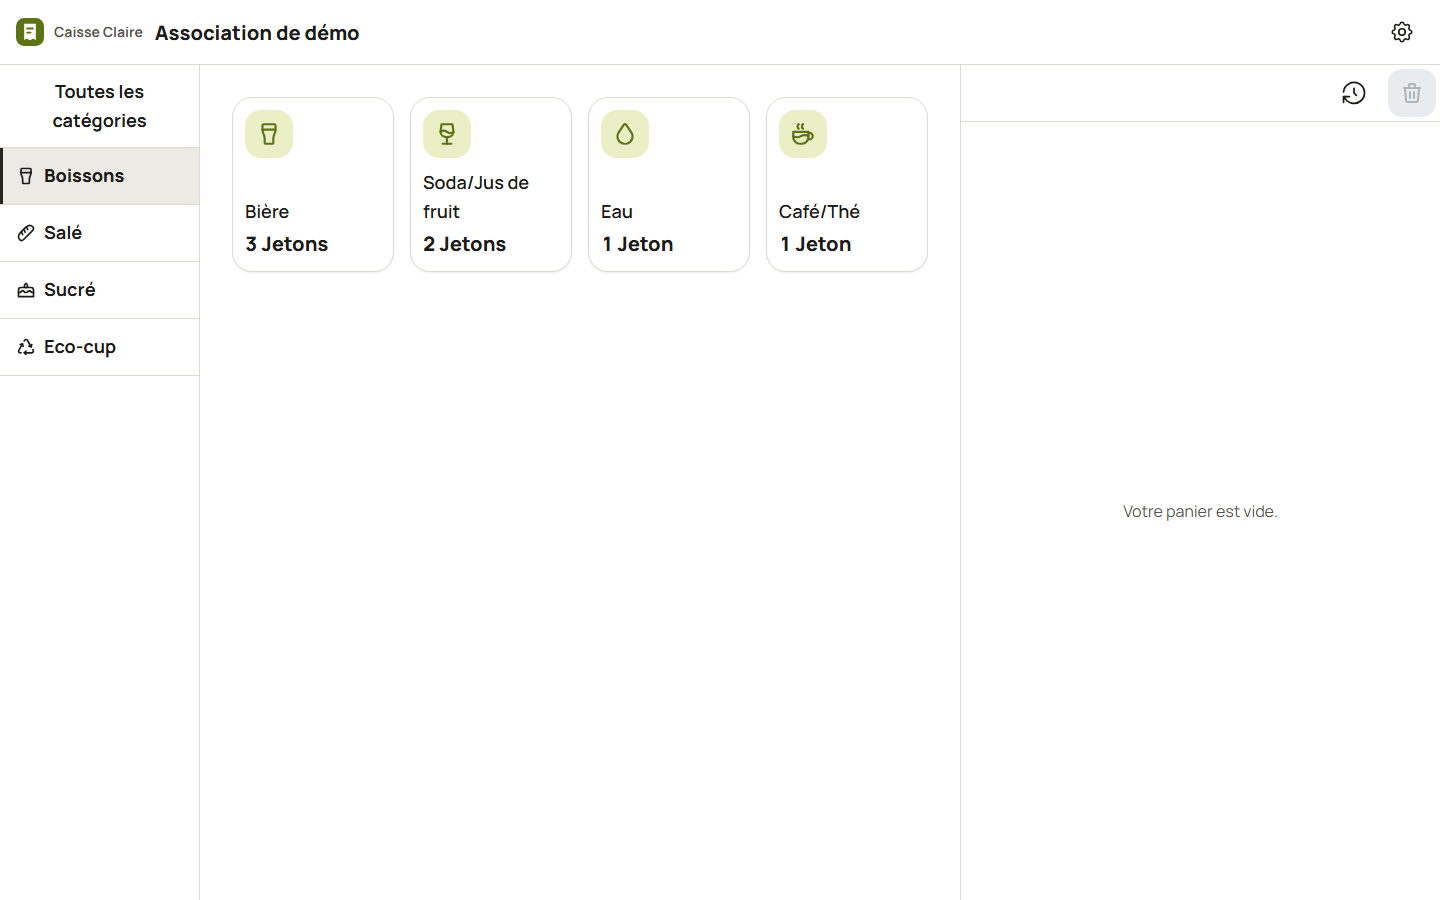 Caisse Claire
Association de démo
Toutes les
catégories
Boissons
Salé
Sucré
Eco-cup
Bière
3 Jetons
Soda/Jus de
fruit
2 Jetons
Eau
1 Jeton
Café/Thé
1 Jeton
Votre panier est vide.